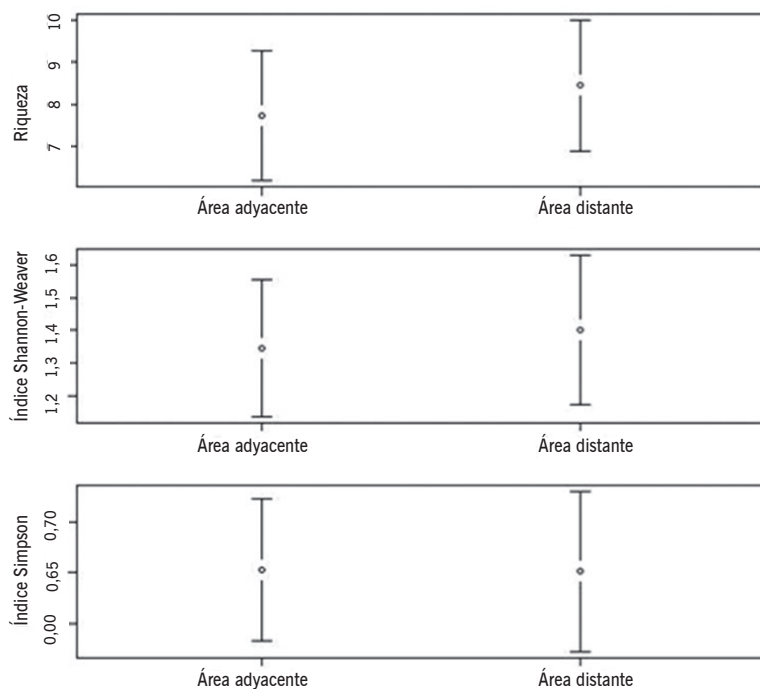 Riqueza
10
9
8
7
Área adyacente
Área distante
Índice Shannon-Weaver
1,6
1,5
1,4
1,3
1,2
Área adyacente
Área distante
Índice Simpson
0,70
0,65
0,00
Área adyacente
Área distante